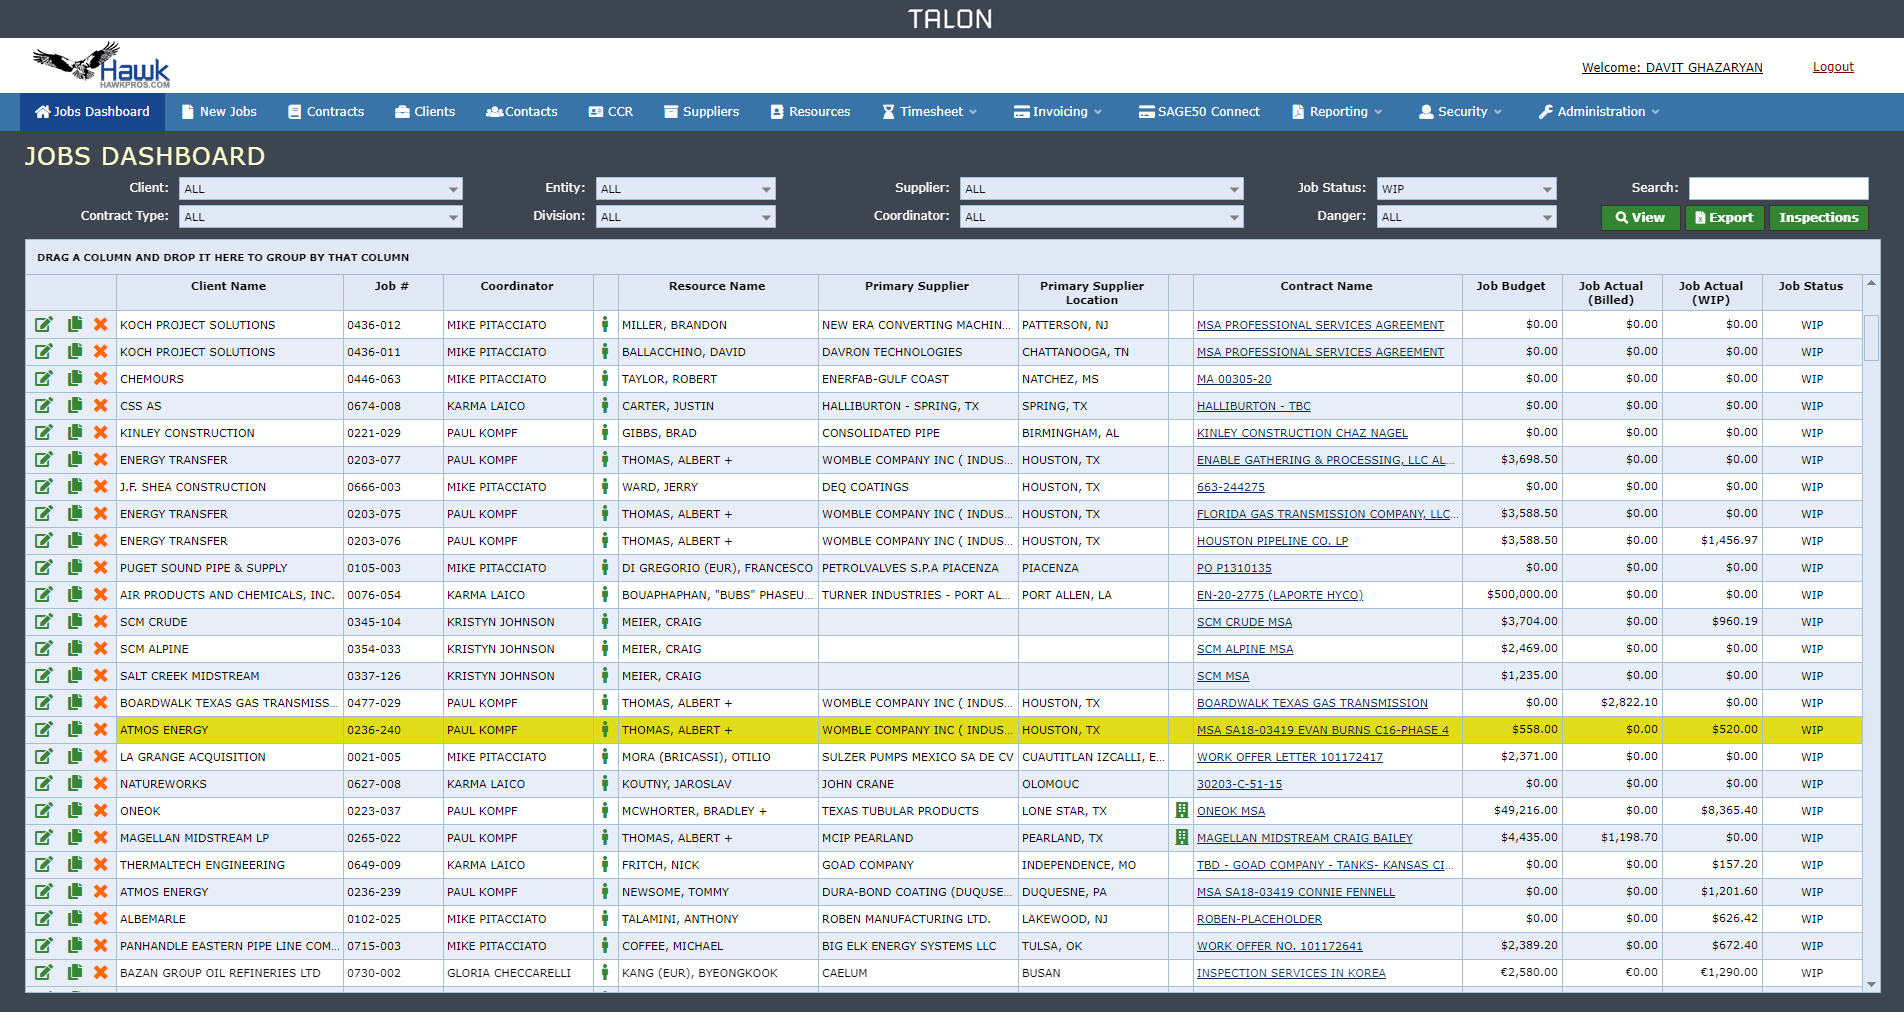 TALON
Hawk
HAWKPROS.COM
Welcome: DAVIT GHAZARYAN Logout
Jobs Dashboard New Jobs Contracts Clients Contacts CCR Suppliers Resources Timesheet Invoicing SAGE50 Connect Reporting Security Administration
JOBS DASHBOARD
Client: ALL Entity: ALL Supplier: ALL Job Status: WIP Search:
Contract Type: ALL Division: ALL Coordinator: ALL Danger: ALL View Export Inspections
DRAG A COLUMN AND DROP IT HERE TO GROUP BY THAT COLUMN
Client Name Job # Coordinator Resource Name Primary Supplier Primary Supplier Location Contract Name Job Budget Job Actual (Billed) Job Actual (WIP) Job Status
KOCH PROJECT SOLUTIONS 0436-012 MIKE PITACCIATO MILLER, BRANDON NEW ERA CONVERTING MACHIN... PATTERSON, NJ MSA PROFESSIONAL SERVICES AGREEMENT $0.00 $0.00 $0.00 WIP
KOCH PROJECT SOLUTIONS 0436-011 MIKE PITACCIATO BALLACCHINO, DAVID DAVRON TECHNOLOGIES CHATTANOOGA, TN MSA PROFESSIONAL SERVICES AGREEMENT $0.00 $0.00 $0.00 WIP
CHEMOURS 0446-063 MIKE PITACCIATO TAYLOR, ROBERT ENERFAB-GULF COAST NATCHEZ, MS MA 00305-20 $0.00 $0.00 $0.00 WIP
CSS AS 0674-008 KARMA LAICO CARTER, JUSTIN HALLIBURTON - SPRING, TX SPRING, TX HALLIBURTON - TBC $0.00 $0.00 $0.00 WIP
KINLEY CONSTRUCTION 0221-029 PAUL KOMPF GIBBS, BRAD CONSOLIDATED PIPE BIRMINGHAM, AL KINLEY CONSTRUCTION CHAZ NAGEL $0.00 $0.00 $0.00 WIP
ENERGY TRANSFER 0203-077 PAUL KOMPF THOMAS, ALBERT + WOMBLE COMPANY INC ( INDUS... HOUSTON, TX ENABLE GATHERING & PROCESSING, LLC AL... $3,698.50 $0.00 $0.00 WIP
J.F. SHEA CONSTRUCTION 0666-003 MIKE PITACCIATO WARD, JERRY DEQ COATINGS HOUSTON, TX 663-244275 $0.00 $0.00 $0.00 WIP
ENERGY TRANSFER 0203-075 PAUL KOMPF THOMAS, ALBERT + WOMBLE COMPANY INC ( INDUS... HOUSTON, TX FLORIDA GAS TRANSMISSION COMPANY, LLC... $3,588.50 $0.00 $0.00 WIP
ENERGY TRANSFER 0203-076 PAUL KOMPF THOMAS, ALBERT + WOMBLE COMPANY INC ( INDUS... HOUSTON, TX HOUSTON PIPELINE CO. LP $3,588.50 $0.00 $1,456.97 WIP
PUGET SOUND PIPE & SUPPLY 0105-003 MIKE PITACCIATO DI GREGORIO (EUR), FRANCESCO PETROLVALVES S.P.A PIACENZA PIACENZA PO P1310135 $0.00 $0.00 $0.00 WIP
AIR PRODUCTS AND CHEMICALS, INC. 0076-054 KARMA LAICO BOUAPHAPHAN, "BUBS" PHASEU... TURNER INDUSTRIES - PORT AL... PORT ALLEN, LA EN-20-2775 (LAPORTE HYCO) $500,000.00 $0.00 $0.00 WIP
SCM CRUDE 0345-104 KRISTYN JOHNSON MEIER, CRAIG SCM CRUDE MSA $3,704.00 $0.00 $960.19 WIP
SCM ALPINE 0354-033 KRISTYN JOHNSON MEIER, CRAIG SCM ALPINE MSA $2,469.00 $0.00 $0.00 WIP
SALT CREEK MIDSTREAM 0337-126 KRISTYN JOHNSON MEIER, CRAIG SCM MSA $1,235.00 $0.00 $0.00 WIP
BOARDWALK TEXAS GAS TRANSMISS... 0477-029 PAUL KOMPF THOMAS, ALBERT + WOMBLE COMPANY INC ( INDUS... HOUSTON, TX BOARDWALK TEXAS GAS TRANSMISSION $0.00 $2,822.10 $0.00 WIP
ATMOS ENERGY 0236-240 PAUL KOMPF THOMAS, ALBERT + WOMBLE COMPANY INC ( INDUS... HOUSTON, TX MSA SA18-03419 EVAN BURNS C16-PHASE 4 $558.00 $0.00 $520.00 WIP
LA GRANGE ACQUISITION 0021-005 MIKE PITACCIATO MORA (BRICASSI), OTILIO SULZER PUMPS MEXICO SA DE CV CUAUTITLAN IZCALLI, E... WORK OFFER LETTER 101172417 $2,371.00 $0.00 $0.00 WIP
NATUREWORKS 0627-008 KARMA LAICO KOUTNY, JAROSLAV JOHN CRANE OLOMOUC 30203-C-51-15 $0.00 $0.00 $0.00 WIP
ONEOK 0223-037 PAUL KOMPF MCWHORTER, BRADLEY + TEXAS TUBULAR PRODUCTS LONE STAR, TX ONEOK MSA $49,216.00 $0.00 $8,365.40 WIP
MAGELLAN MIDSTREAM LP 0265-022 PAUL KOMPF THOMAS, ALBERT + MCIP PEARLAND PEARLAND, TX MAGELLAN MIDSTREAM CRAIG BAILEY $4,435.00 $1,198.70 $0.00 WIP
THERMALTECH ENGINEERING 0649-009 KARMA LAICO FRITCH, NICK GOAD COMPANY INDEPENDENCE, MO TBD - GOAD COMPANY - TANKS- KANSAS CI... $0.00 $0.00 $157.20 WIP
ATMOS ENERGY 0236-239 PAUL KOMPF NEWSOME, TOMMY DURA-BOND COATING (DUQUSE... DUQUESNE, PA MSA SA18-03419 CONNIE FENNELL $0.00 $0.00 $1,201.60 WIP
ALBEMARLE 0102-025 MIKE PITACCIATO TALAMINI, ANTHONY ROBEN MANUFACTURING LTD. LAKEWOOD, NJ ROBEN-PLACEHOLDER $0.00 $0.00 $626.42 WIP
PANHANDLE EASTERN PIPE LINE COM... 0715-003 MIKE PITACCIATO COFFEE, MICHAEL BIG ELK ENERGY SYSTEMS LLC TULSA, OK WORK OFFER NO. 101172641 $2,389.20 $0.00 $672.40 WIP
BAZAN GROUP OIL REFINERIES LTD 0730-002 GLORIA CHECCARELLI KANG (EUR), BYEONGKOOK CAELUM BUSAN INSPECTION SERVICES IN KOREA €2,580.00 €0.00 €1,290.00 WIP